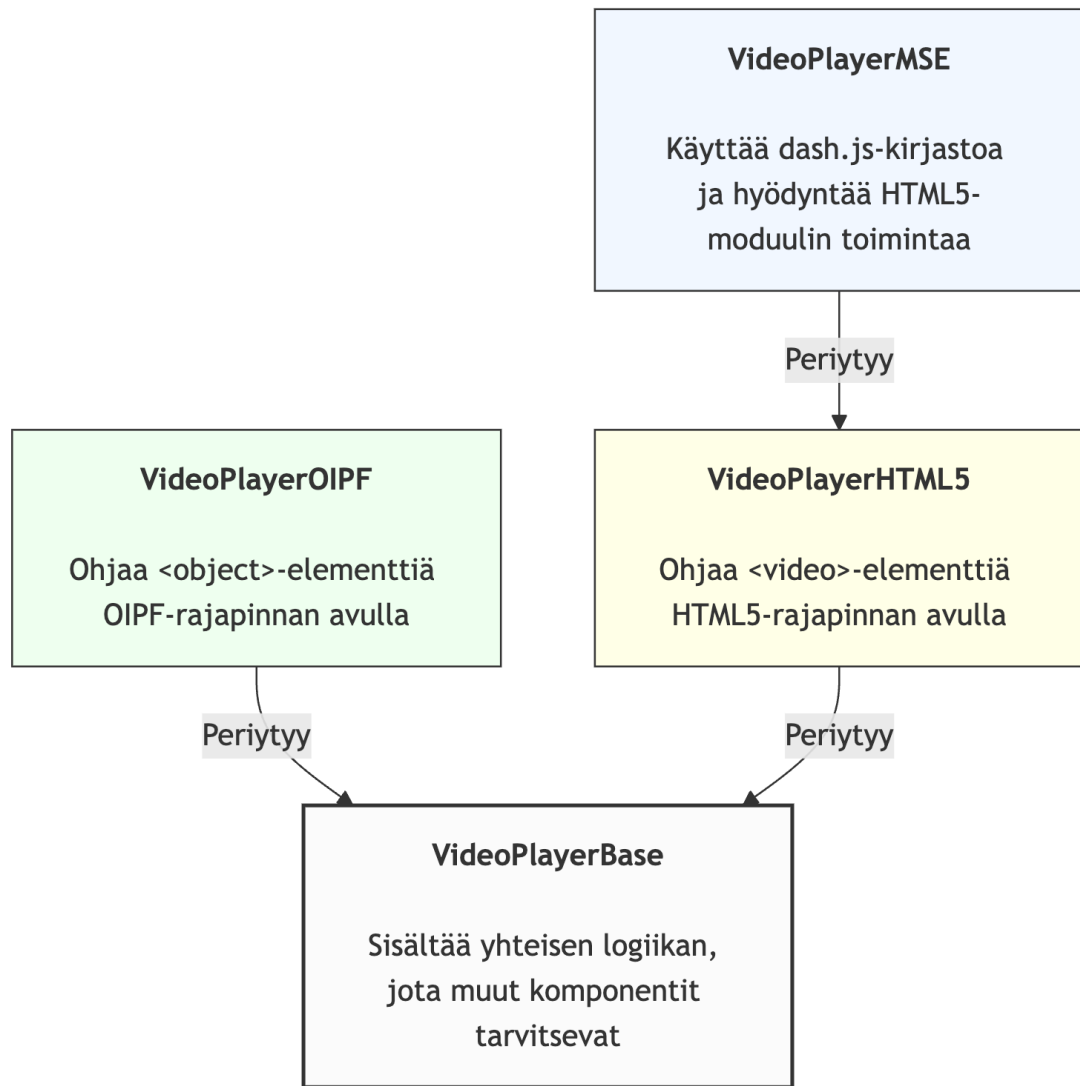 VideoPlayerMSE
Käyttää dash.js-kirjastoa
ja hyödyntää HTML5-
moduulin toimintaa
Periytyy
VideoPlayerOIPF
Ohjaa <object>-elementtiä
OIPF-rajapinnan avulla
VideoPlayerHTML5
Ohjaa <video>-elementtiä
HTML5-rajapinnan avulla
Periytyy
Periytyy
VideoPlayerBase
Sisältää yhteisen logiikan,
jota muut komponentit
tarvitsevat